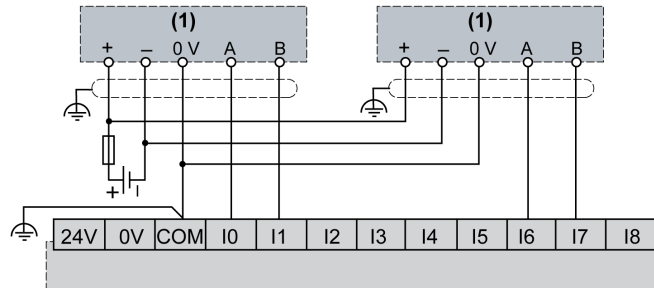 (1) (1)
+ – 0 V A B + – 0 V A B
+ –
24V 0V COM I0 I1 I2 I3 I4 I5 I6 I7 I8